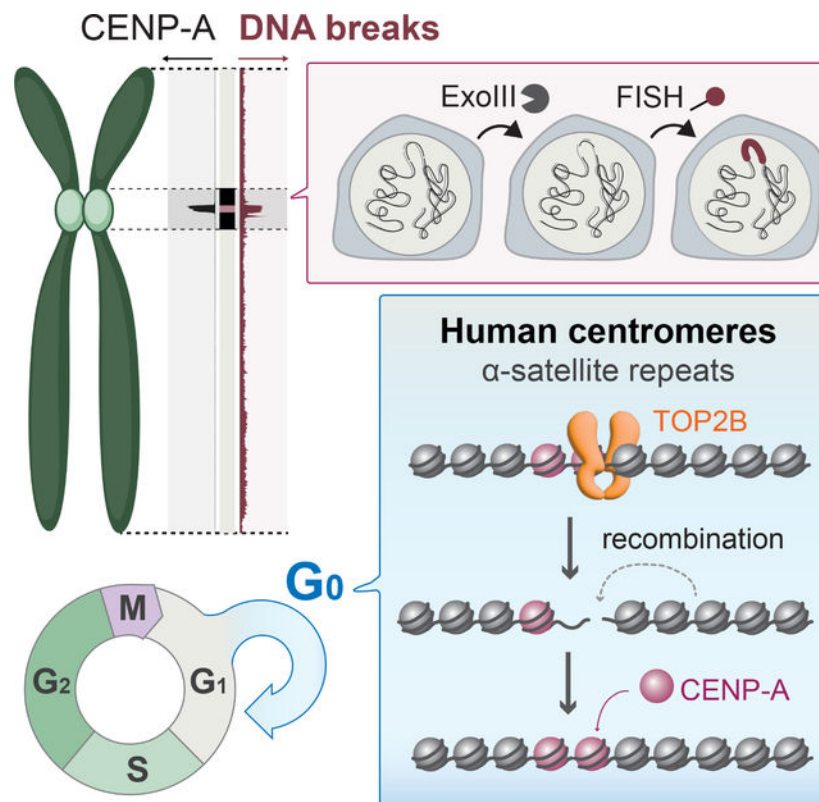 CENP-A DNA breaks
ExoIII FISH
Human centromeres
α-satellite repeats
TOP2B
recombination
G0
M
G2 G1
S
CENP-A